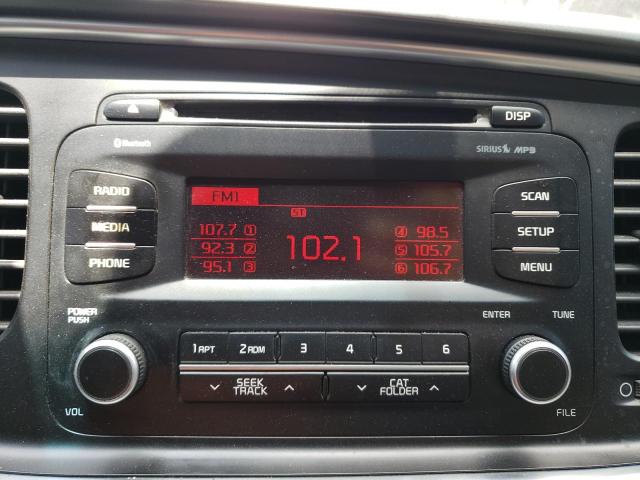 DISP
Bluetooth
SIRIUS MP3
RADIO
MEDIA
PHONE
FM1
ST
107.7 1
92.3 2
95.1 3
102.1
4 98.5
5 105.7
6 106.7
SCAN
SETUP
MENU
POWER
PUSH
VOL
1 RPT 2 RDM 3 4 5 6
SEEK
TRACK
CAT
FOLDER
ENTER TUNE
FILE